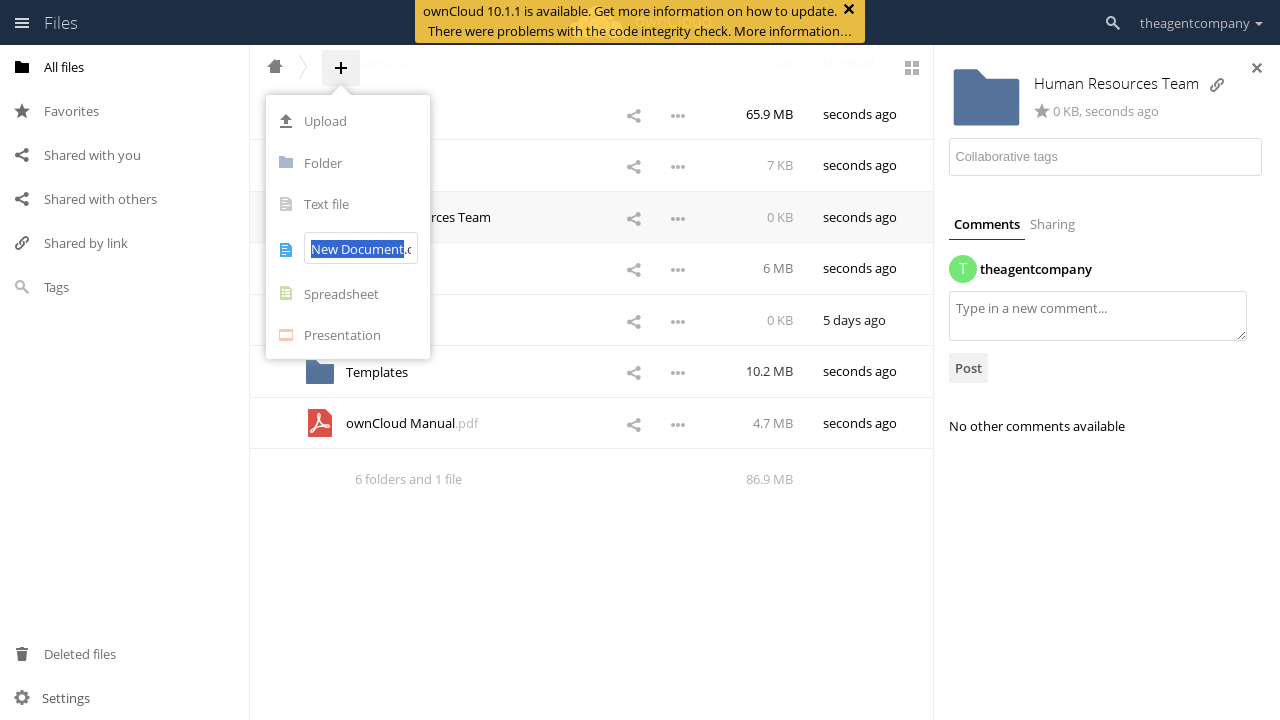 Files
ownCloud 10.1.1 is available. Get more information on how to update.
There were problems with the code integrity check. More information…
theagentcompany
All files
Favorites
Shared with you
Shared with others
Shared by link
Tags
Deleted files
Settings
Upload
Folder
Text file
New Document
Spreadsheet
Presentation
65.9 MB seconds ago
7 KB seconds ago
rces Team 0 KB seconds ago
6 MB seconds ago
0 KB 5 days ago
Templates 10.2 MB seconds ago
ownCloud Manual.pdf 4.7 MB seconds ago
6 folders and 1 file 86.9 MB
Human Resources Team
0 KB, seconds ago
Collaborative tags
Comments Sharing
T theagentcompany
Type in a new comment...
Post
No other comments available